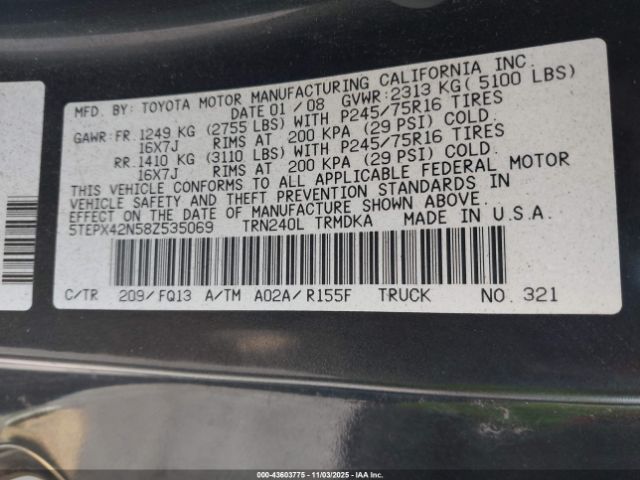 MFD. BY: TOYOTA MOTOR MANUFACTURING CALIFORNIA INC.
DATE 01 / 08 GVWR: 2313 KG ( 5100 LBS)
GAWR: FR. 1249 KG (2755 LBS) WITH P245/75R16 TIRES
16X7J RIMS AT 200 KPA (29 PSI) COLD.
RR. 1410 KG (3110 LBS) WITH P245/75R16 TIRES
16X7J RIMS AT 200 KPA (29 PSI) COLD.
THIS VEHICLE CONFORMS TO ALL APPLICABLE FEDERAL MOTOR
VEHICLE SAFETY AND THEFT PREVENTION STANDARDS IN
EFFECT ON THE DATE OF MANUFACTURE SHOWN ABOVE.
5TEPX42N58Z535069 TRN240L TRMDKA MADE IN U.S.A.
C/TR 209/FQ13 A/TM A02A/R155F TRUCK NO. 321
000-43603775 - 11/03/2025 - IAA Inc.